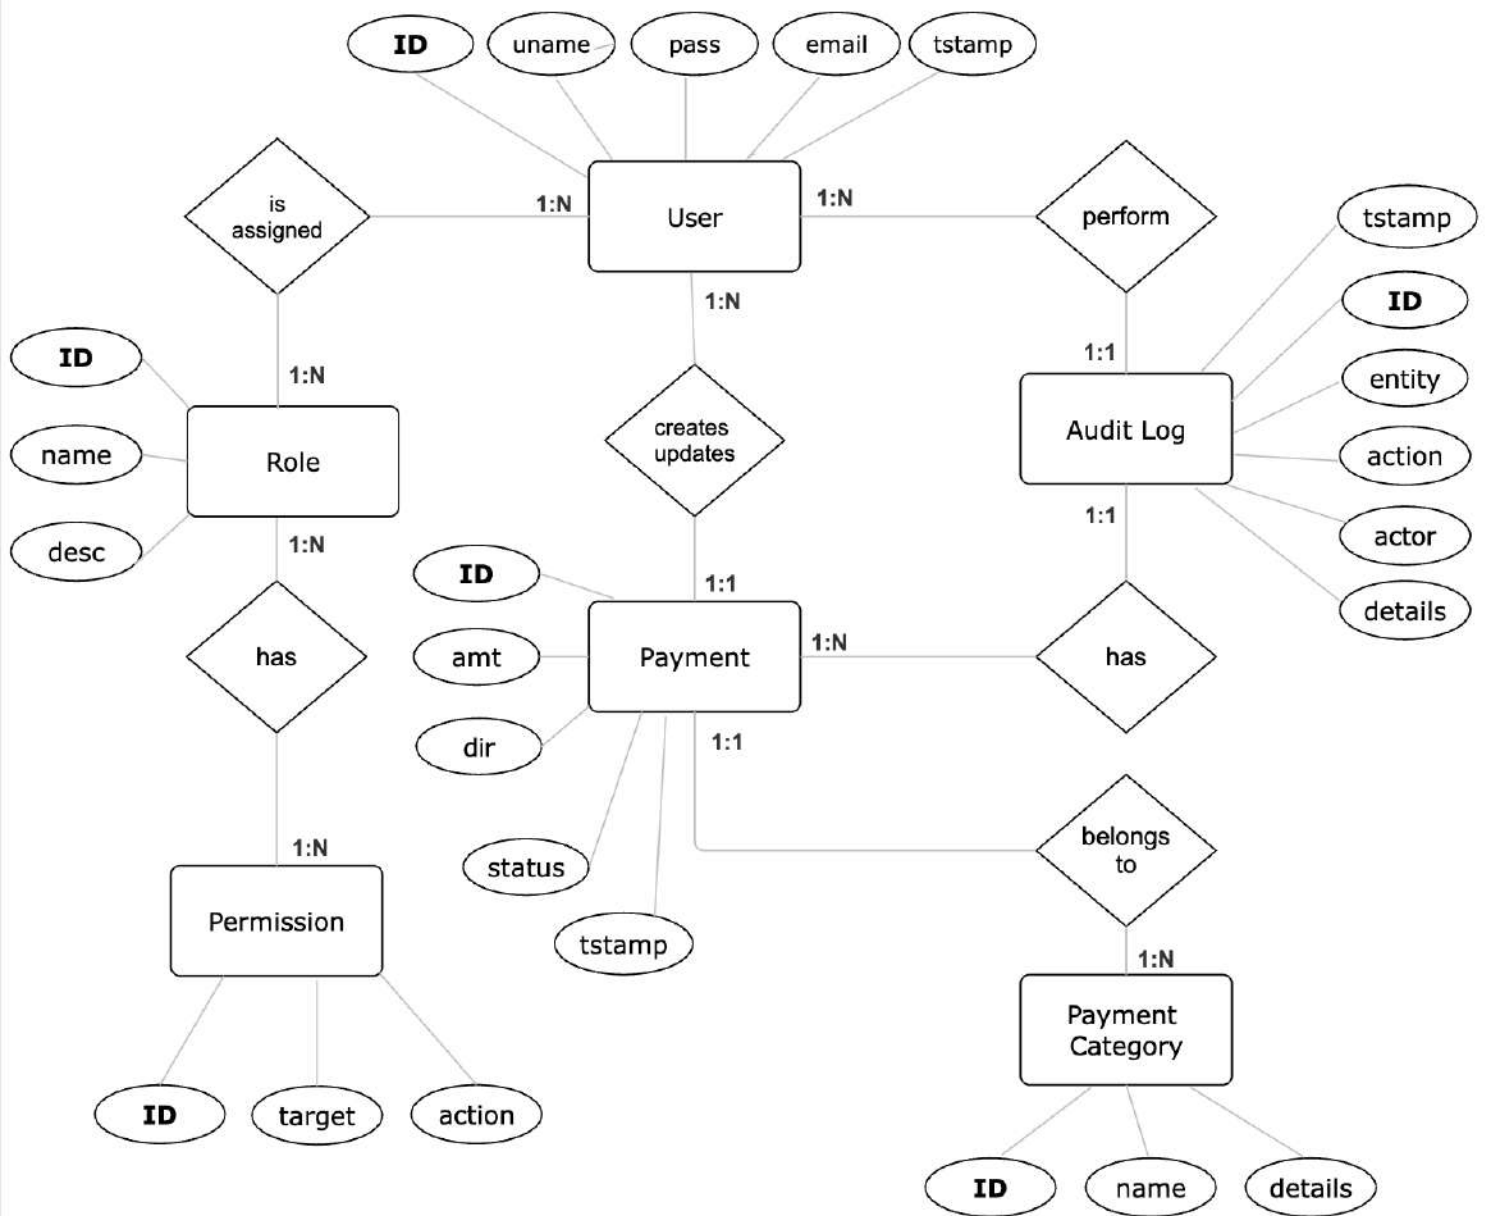 ID
uname
pass
email
tstamp
is
assigned
1:N
User
1:N
perform
tstamp
ID
1:N
1:1
ID
1:N
entity
name
Role
creates
updates
Audit Log
action
desc
1:N
1:1
actor
ID
1:1
details
has
amt
Payment
1:N
has
dir
1:1
1:N
status
belongs
to
Permission
tstamp
1:N
Payment
Category
ID
target
action
ID
name
details